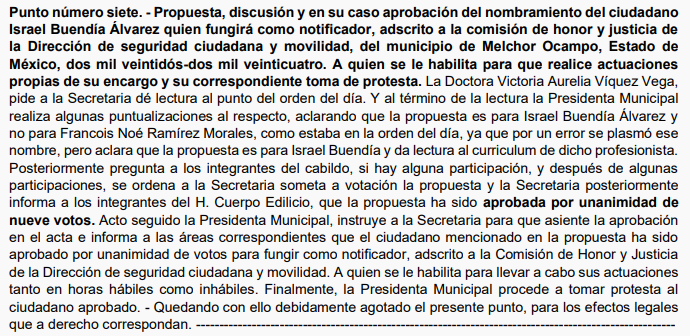 Punto número siete. - Propuesta, discusión y en su caso aprobación del nombramiento del ciudadano
Israel Buendía Álvarez quien fungirá como notificador, adscrito a la comisión de honor y justicia de
la Dirección de seguridad ciudadana y movilidad, del municipio de Melchor Ocampo, Estado de
México, dos mil veintidós-dos mil veinticuatro. A quien se le habilita para que realice actuaciones
propias de su encargo y su correspondiente toma de protesta. La Doctora Victoria Aurelia Víquez Vega,
pide a la Secretaria dé lectura al punto del orden del día. Y al término de la lectura la Presidenta Municipal
realiza algunas puntualizaciones al respecto, aclarando que la propuesta es para Israel Buendía Álvarez y
no para Francois Noé Ramírez Morales, como estaba en la orden del día, ya que por un error se plasmó ese
nombre, pero aclara que la propuesta es para Israel Buendía y da lectura al curriculum de dicho profesionista.
Posteriormente pregunta a los integrantes del cabildo, si hay alguna participación, y después de algunas
participaciones, se ordena a la Secretaria someta a votación la propuesta y la Secretaria posteriormente
informa a los integrantes del H. Cuerpo Edilicio, que la propuesta ha sido aprobada por unanimidad de
nueve votos. Acto seguido la Presidenta Municipal, instruye a la Secretaria para que asiente la aprobación
en el acta e informa a las áreas correspondientes que el ciudadano mencionado en la propuesta ha sido
aprobado por unanimidad de votos para fungir como notificador, adscrito a la Comisión de Honor y Justicia
de la Dirección de seguridad ciudadana y movilidad. A quien se le habilita para llevar a cabo sus actuaciones
tanto en horas hábiles como inhábiles. Finalmente, la Presidenta Municipal procede a tomar protesta al
ciudadano aprobado. - Quedando con ello debidamente agotado el presente punto, para los efectos legales
que a derecho correspondan. ---------------------------------------------------------------------------------------------------